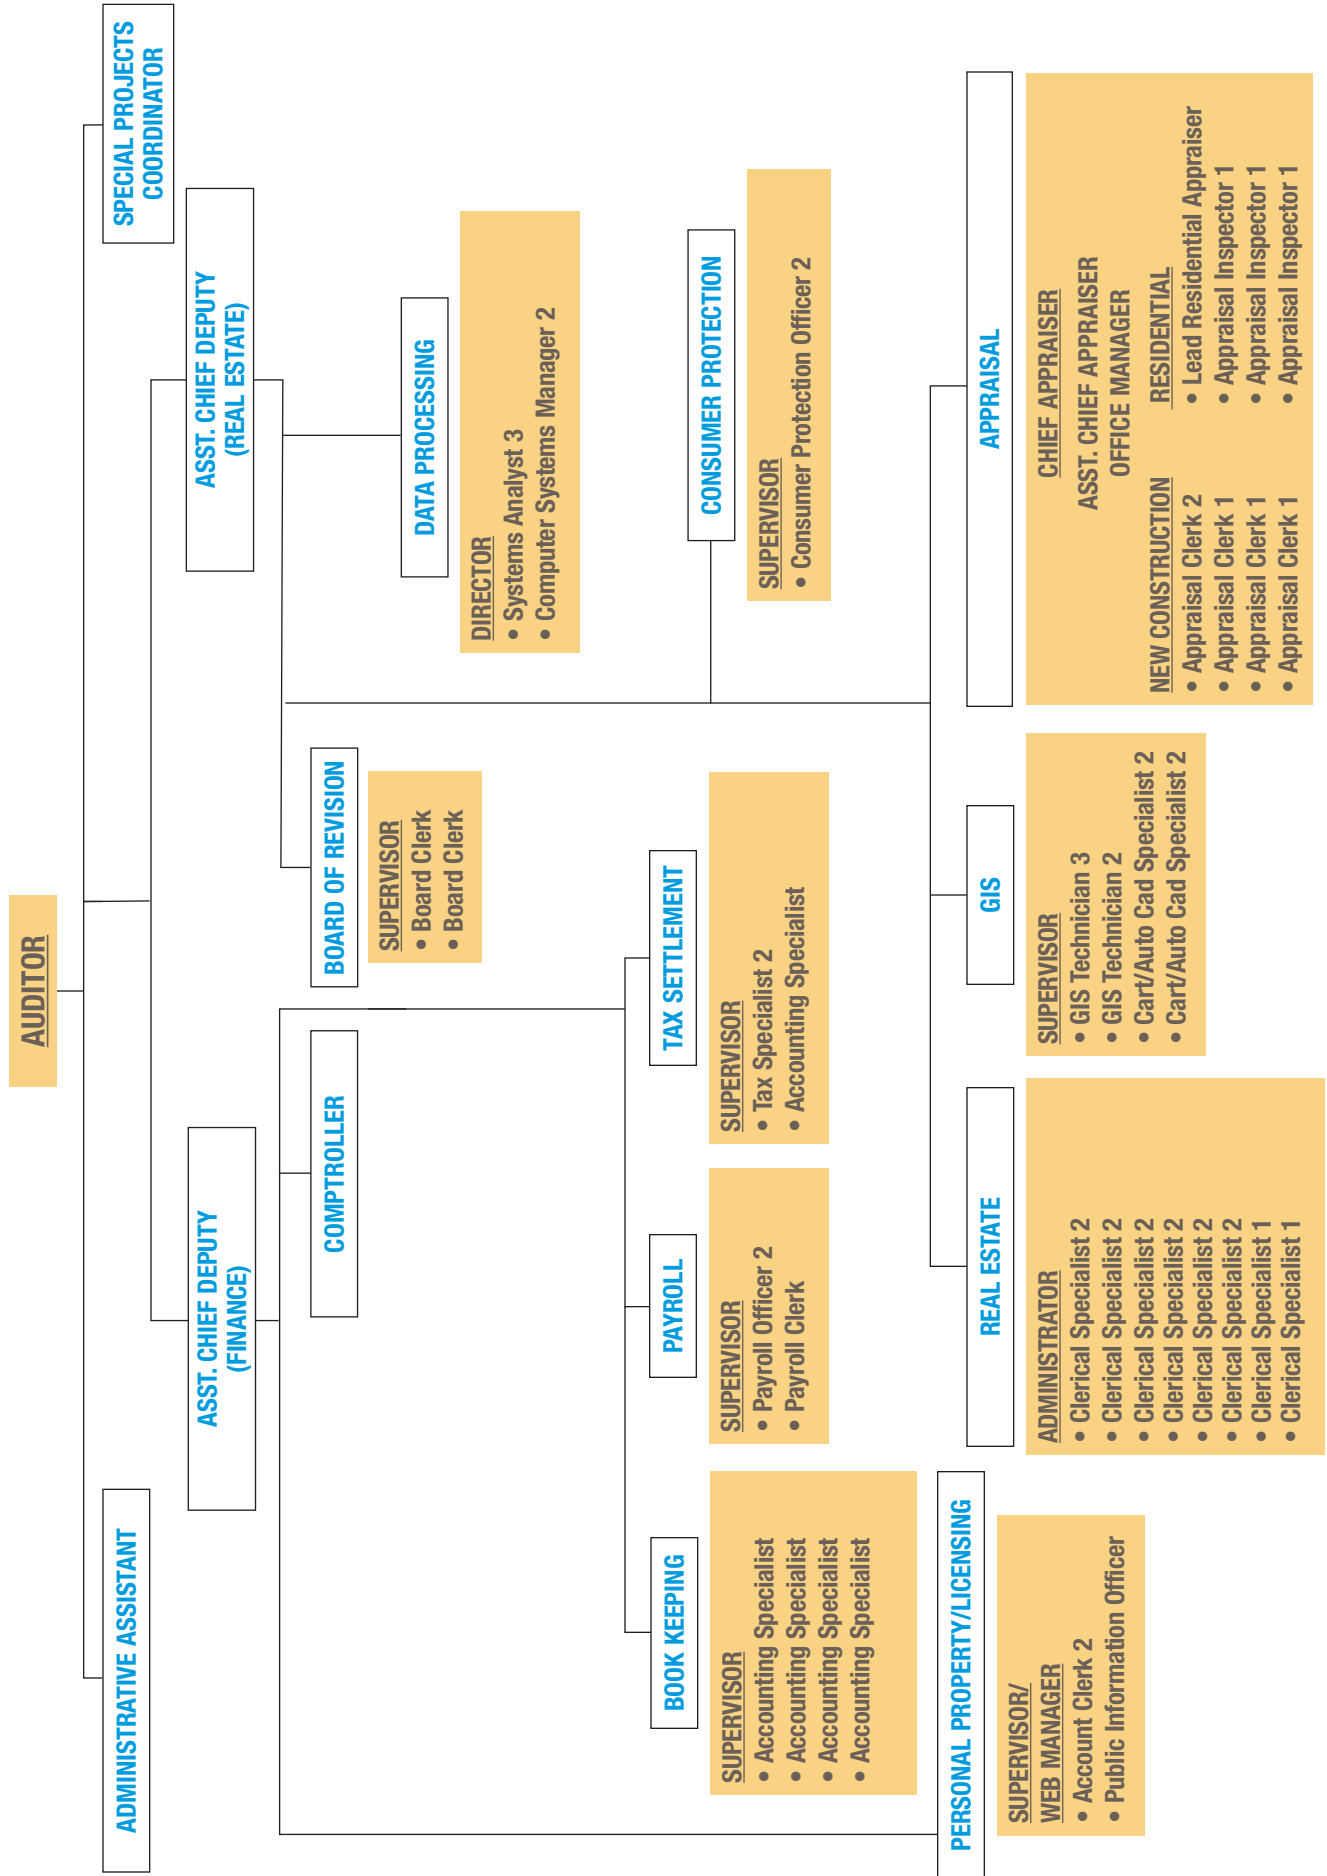 AUDITOR
ADMINISTRATIVE ASSISTANT
SPECIAL PROJECTS
COORDINATOR
ASST. CHIEF DEPUTY
(FINANCE)
ASST. CHIEF DEPUTY
(REAL ESTATE)
COMPTROLLER
BOARD OF REVISION
SUPERVISOR
• Board Clerk
• Board Clerk
DATA PROCESSING
DIRECTOR
• Systems Analyst 3
• Computer Systems Manager 2
BOOK KEEPING
SUPERVISOR
• Accounting Specialist
• Accounting Specialist
• Accounting Specialist
• Accounting Specialist
PAYROLL
SUPERVISOR
• Payroll Officer 2
• Payroll Clerk
TAX SETTLEMENT
SUPERVISOR
• Tax Specialist 2
• Accounting Specialist
CONSUMER PROTECTION
SUPERVISOR
• Consumer Protection Officer 2
PERSONAL PROPERTY/LICENSING
SUPERVISOR/
WEB MANAGER
• Account Clerk 2
• Public Information Officer
REAL ESTATE
ADMINISTRATOR
• Clerical Specialist 2
• Clerical Specialist 2
• Clerical Specialist 2
• Clerical Specialist 2
• Clerical Specialist 2
• Clerical Specialist 2
• Clerical Specialist 1
• Clerical Specialist 1
GIS
SUPERVISOR
• GIS Technician 3
• GIS Technician 2
• Cart/Auto Cad Specialist 2
• Cart/Auto Cad Specialist 2
APPRAISAL
CHIEF APPRAISER
ASST. CHIEF APPRAISER
OFFICE MANAGER
NEW CONSTRUCTION
• Appraisal Clerk 2
• Appraisal Clerk 1
• Appraisal Clerk 1
• Appraisal Clerk 1
RESIDENTIAL
• Lead Residential Appraiser
• Appraisal Inspector 1
• Appraisal Inspector 1
• Appraisal Inspector 1